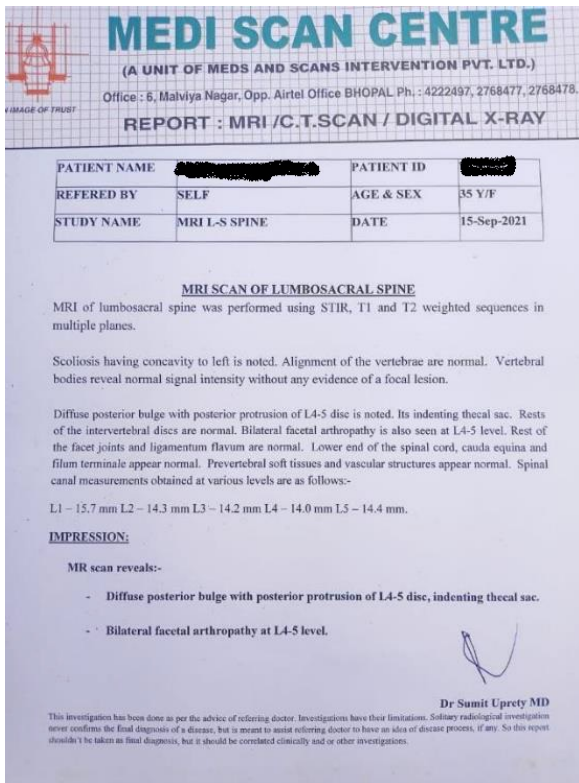 MEDI SCAN CENTRE
(A UNIT OF MEDS AND SCANS INTERVENTION PVT. LTD.)
Office : 6, Malviya Nagar, Opp. Airtel Office BHOPAL Ph. : 4222497, 2768477, 2768478.
IMAGE OF TRUST
REPORT : MRI /C.T.SCAN / DIGITAL X-RAY
PATIENT NAME PATIENT ID
REFERED BY SELF AGE & SEX 35 Y/F
STUDY NAME MRI L-S SPINE DATE 15-Sep-2021
MRI SCAN OF LUMBOSACRAL SPINE
MRI of lumbosacral spine was performed using STIR, T1 and T2 weighted sequences in
multiple planes.
Scoliosis having concavity to left is noted. Alignment of the vertebrae are normal. Vertebral
bodies reveal normal signal intensity without any evidence of a focal lesion.
Diffuse posterior bulge with posterior protrusion of L4-5 disc is noted. Its indenting thecal sac. Rests
of the intervertebral discs are normal. Bilateral facetal arthropathy is also seen at L4-5 level. Rest of
the facet joints and ligamentum flavum are normal. Lower end of the spinal cord, cauda equina and
filum terminale appear normal. Prevertebral soft tissues and vascular structures appear normal. Spinal
canal measurements obtained at various levels are as follows:-
L1 – 15.7 mm L2 – 14.3 mm L3 – 14.2 mm L4 – 14.0 mm L5 – 14.4 mm.
IMPRESSION:
MR scan reveals:-
- Diffuse posterior bulge with posterior protrusion of L4-5 disc, indenting thecal sac.
- Bilateral facetal arthropathy at L4-5 level.
Dr Sumit Uprety MD
This investigation has been done as per the advice of referring doctor. Investigations have their limitations. Solitary radiological investigation
never confirms the final diagnosis of a disease, but is meant to assist referring doctor to have an idea of disease process, if any. So this report
shouldn't be taken as final diagnosis, but it should be correlated clinically and or other investigations.